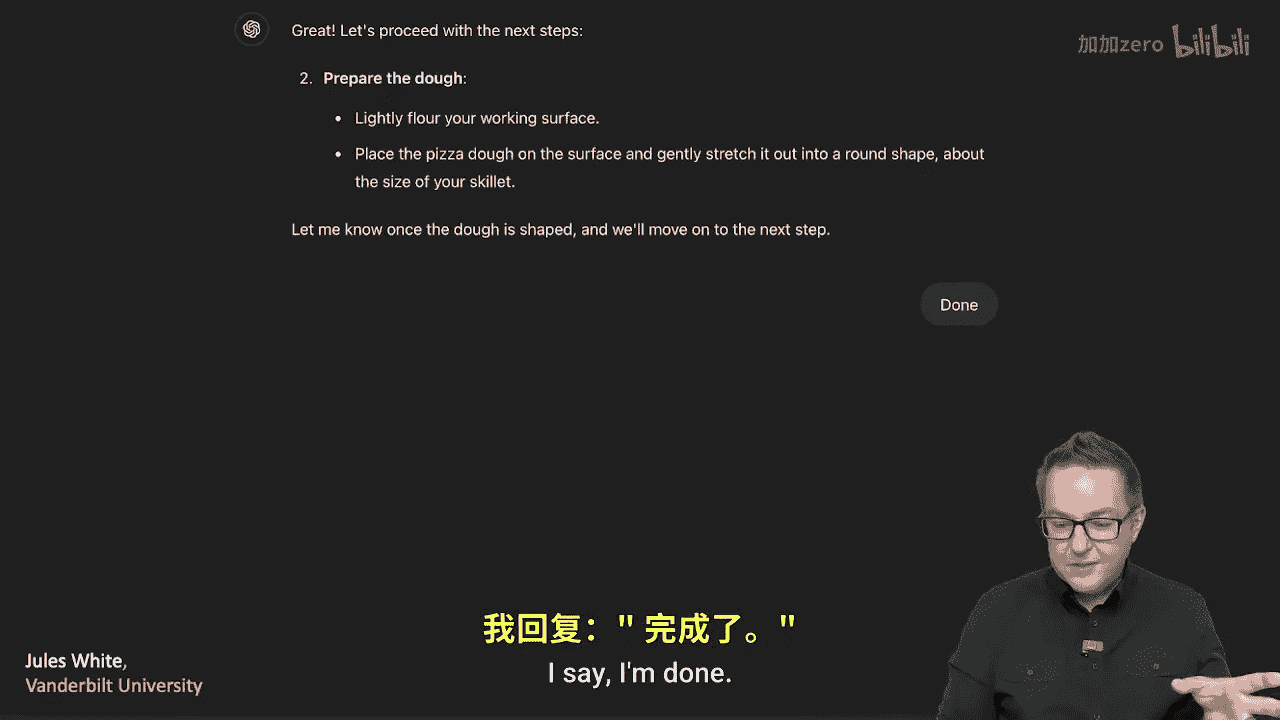 Great! Let's proceed with the next steps:
加加zero bilibili
2. Prepare the dough:
• Lightly flour your working surface.
• Place the pizza dough on the surface and gently stretch it out into a round shape, about
the size of your skillet.
Let me know once the dough is shaped, and we'll move on to the next step.
Done
我回复："完成了。"
I say, I'm done.
Jules White,
Vanderbilt University